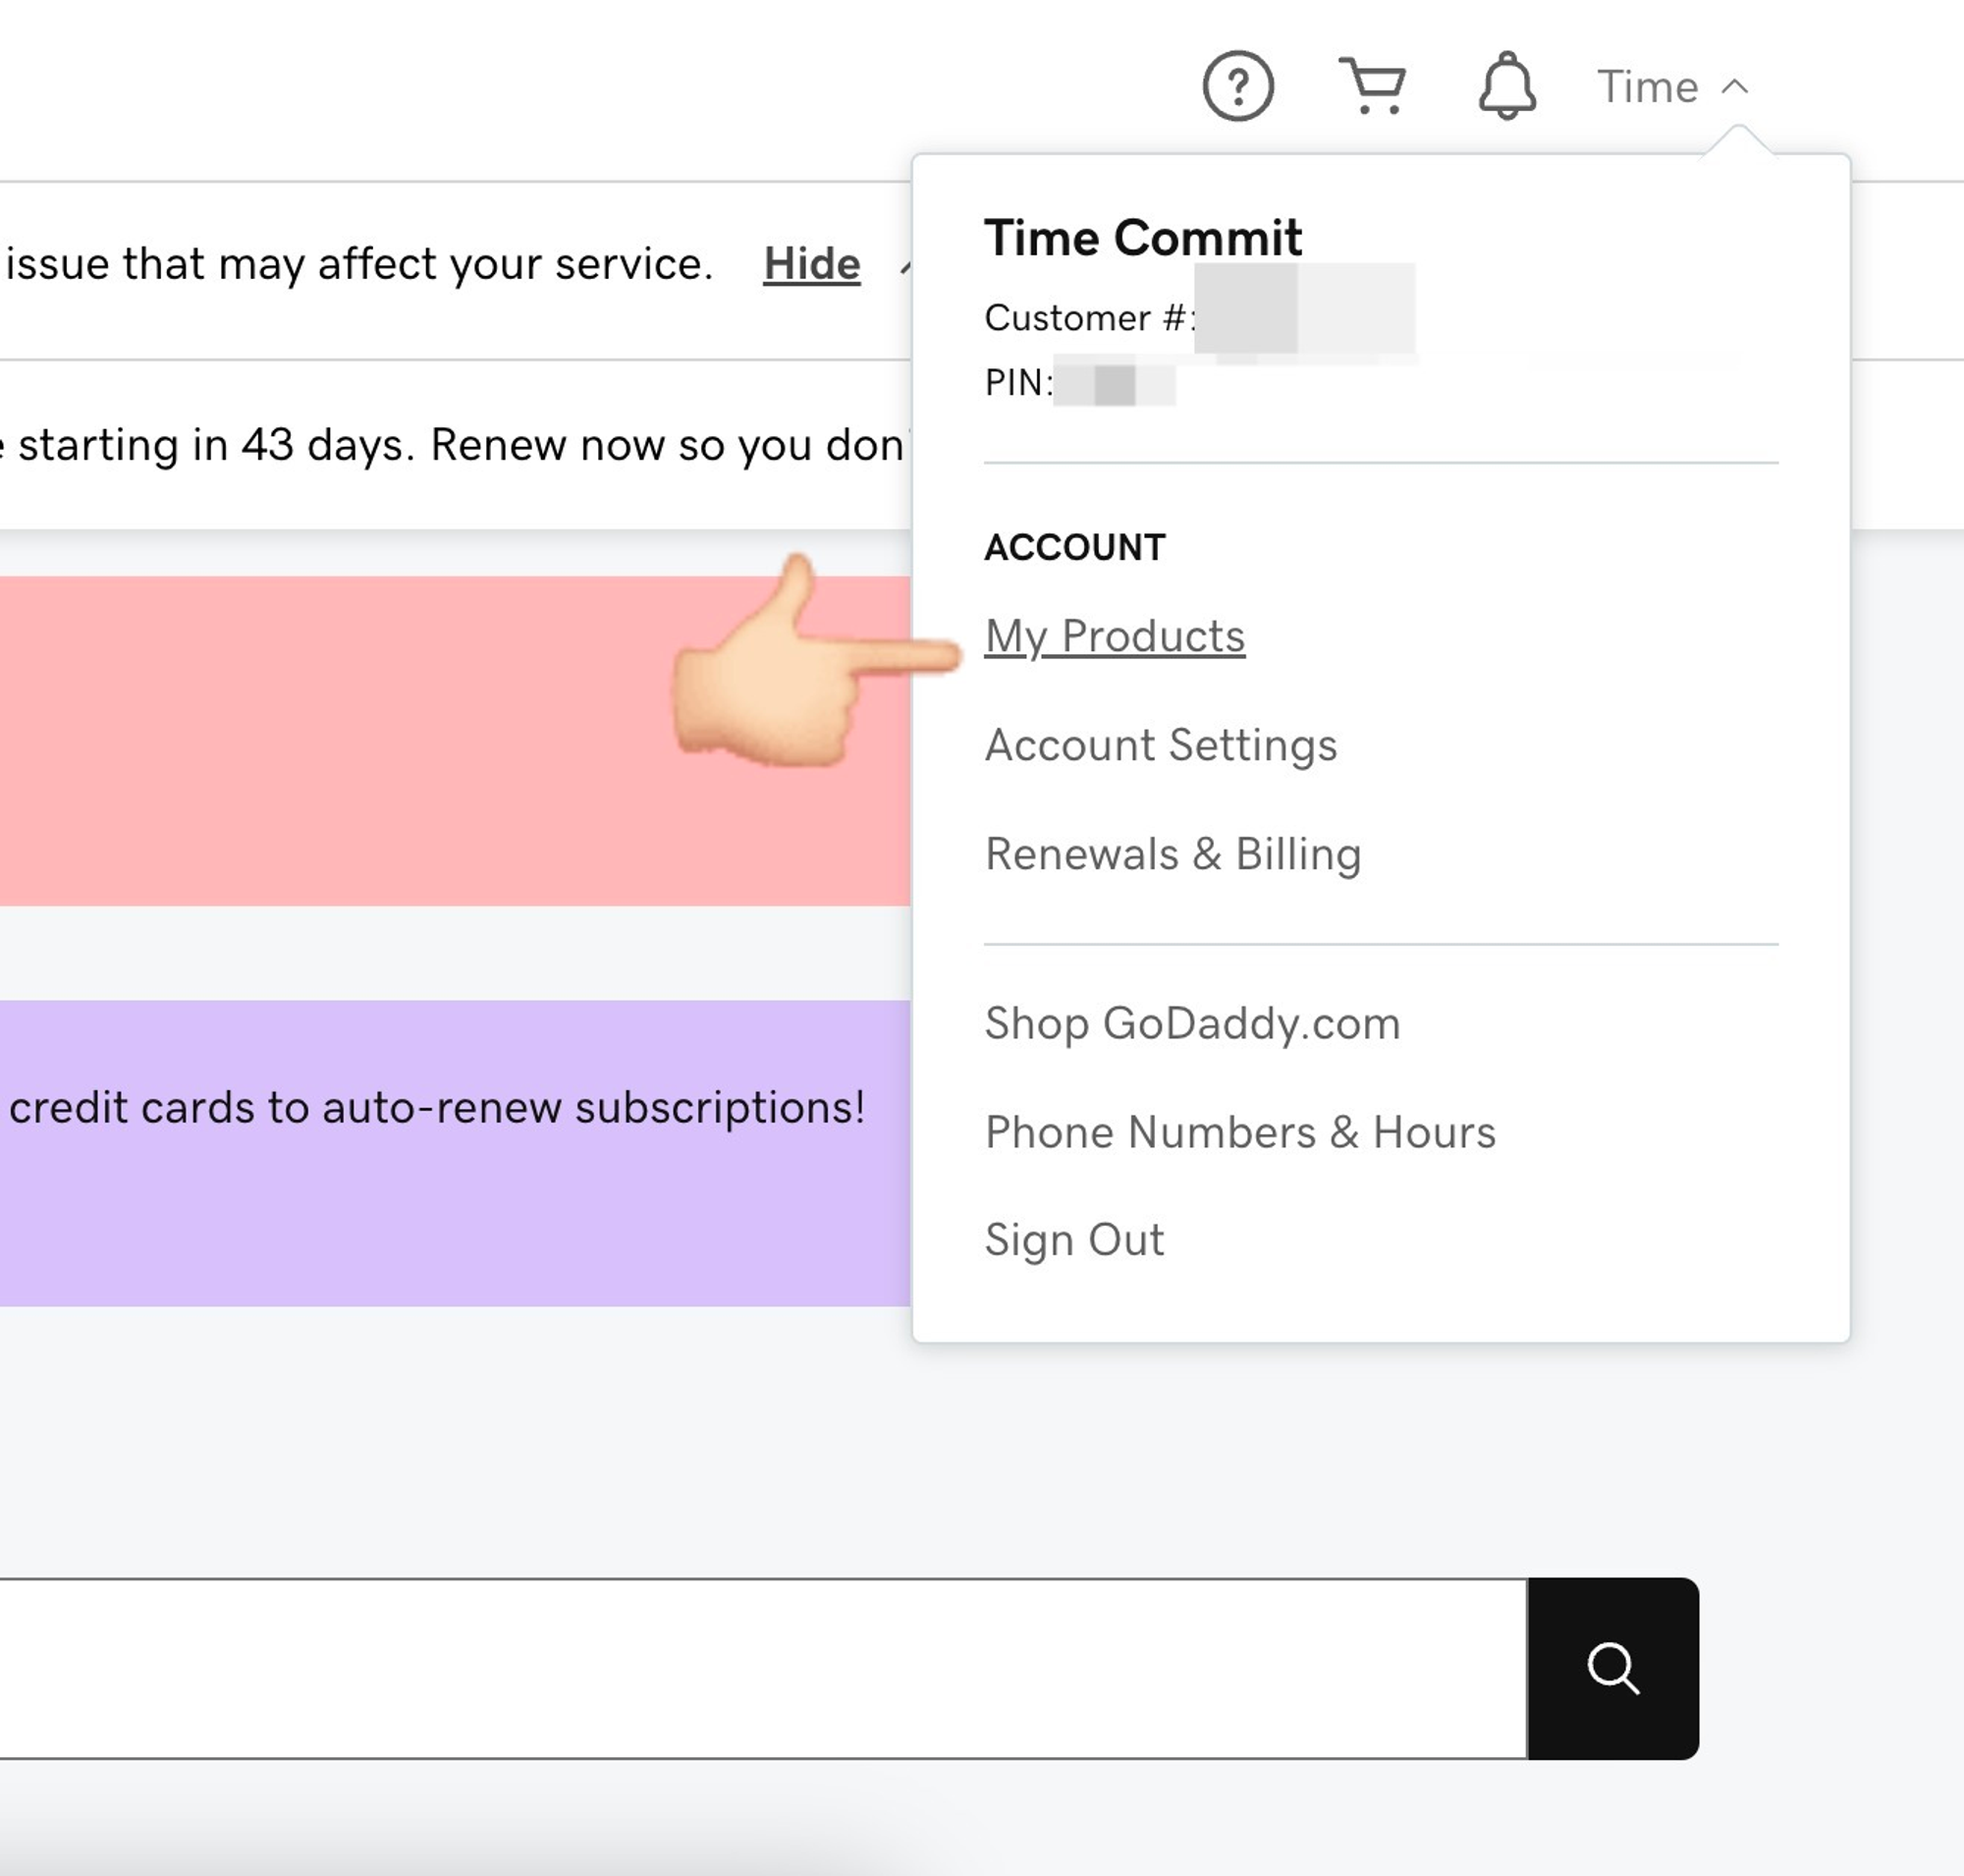 Time
issue that may affect your service. Hide
Time Commit
Customer #:
PIN:
starting in 43 days. Renew now so you don
ACCOUNT
My Products
Account Settings
Renewals & Billing
Shop GoDaddy.com
credit cards to auto-renew subscriptions!
Phone Numbers & Hours
Sign Out